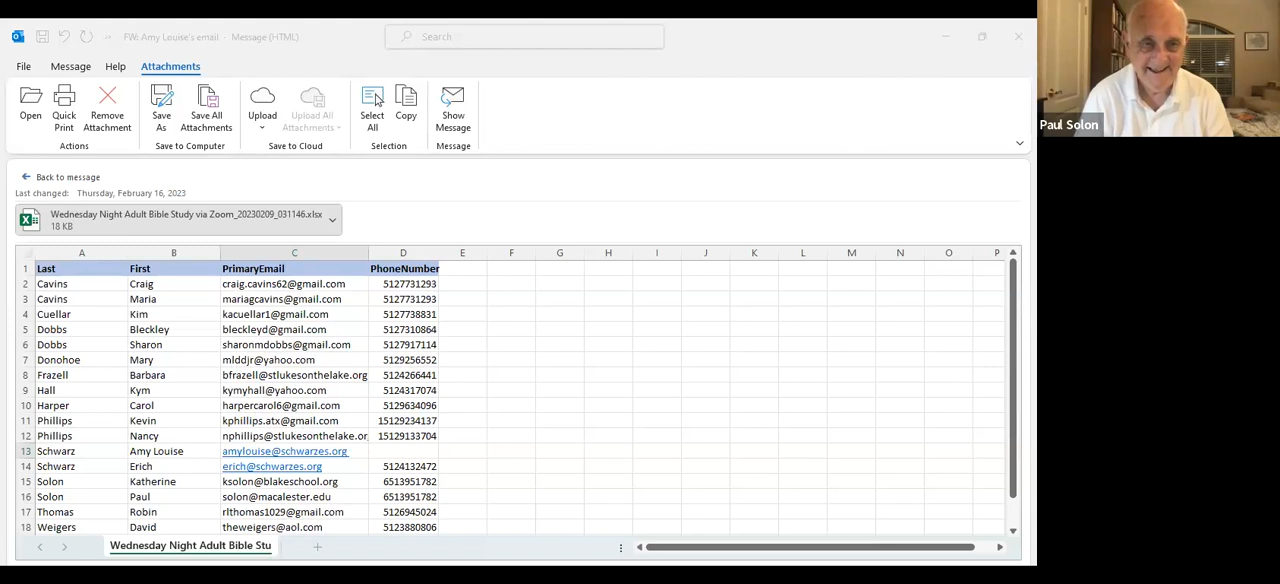 FW: Amy Louise's email - Message (HTML)
Search
File Message Help Attachments
Open Quick Print Remove Attachment Save As Save All Attachments Upload Upload All Attachments Select All Copy Show Message
Actions Save to Computer Save to Cloud Selection Message
Paul Solon
Back to message
Last changed: Thursday, February 16, 2023
Wednesday Night Adult Bible Study via Zoom_20230209_031146.xlsx
18 KB
A B C D E F G H I J K L M N O P
1 Last First PrimaryEmail PhoneNumber
2 Cavins Craig craig.cavins62@gmail.com 5127731293
3 Cavins Maria mariagcavins@gmail.com 5127731293
4 Cuellar Kim kacuellar1@gmail.com 5127738831
5 Dobbs Bleckley bleckleyd@gmail.com 5127310864
6 Dobbs Sharon sharonmdobbs@gmail.com 5127917114
7 Donohoe Mary mlddjr@yahoo.com 5129256552
8 Frazell Barbara bfrazell@stlukesonthelake.org 5124266441
9 Hall Kym kymyhall@yahoo.com 5124317074
10 Harper Carol harpercarol6@gmail.com 5129634096
11 Phillips Kevin kphillips.atx@gmail.com 15129234137
12 Phillips Nancy nphillips@stlukesonthelake.or 15129133704
13 Schwarz Amy Louise amylouise@schwarzes.org
14 Schwarz Erich erich@schwarzes.org 5124132472
15 Solon Katherine ksolon@blakeschool.org 6513951782
16 Solon Paul solon@macalester.edu 6513951782
17 Thomas Robin rlthomas1029@gmail.com 5126945024
18 Weigers David theweigers@aol.com 5123880806
Wednesday Night Adult Bible Stu